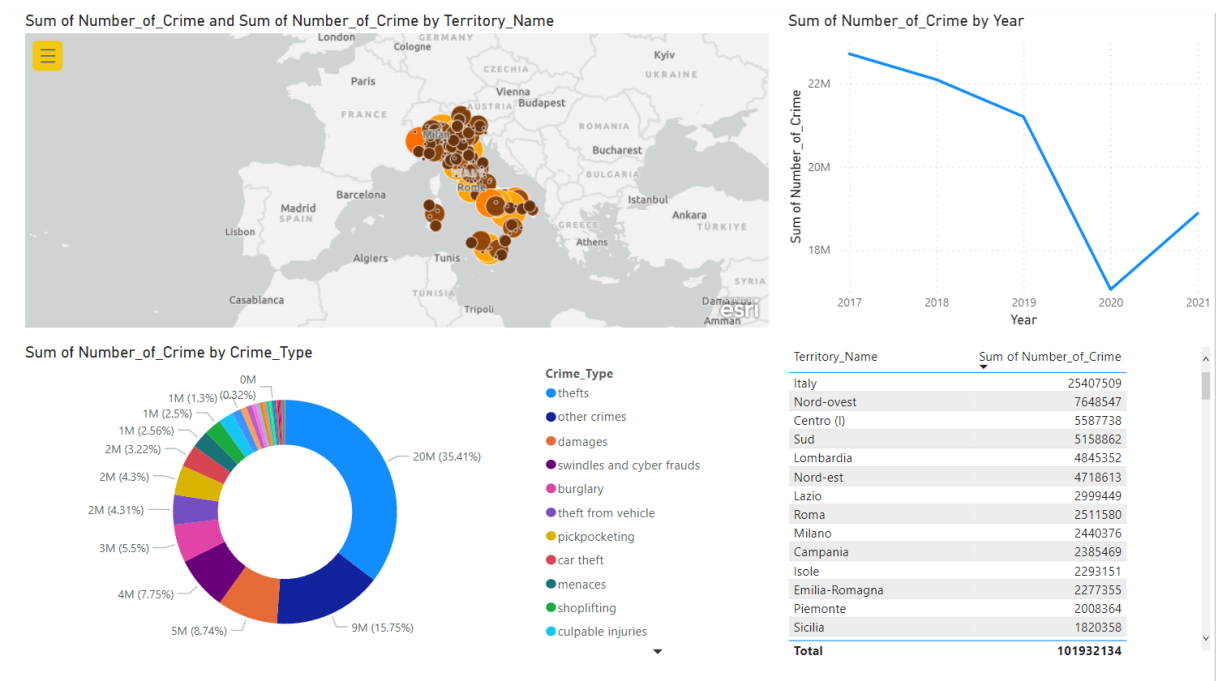 Sum of Number_of_Crime and Sum of Number_of_Crime by Territory_Name
London
GERMANY
Cologne
Kyiv
CZECHIA
UKRAINE
Paris
Vienna
AUSTRIA
Budapest
FRANCE
Milan
ROMANIA
Bucharest
ITALY
BULGARIA
Rome
Barcelona
Istanbul
Madrid
SPAIN
Ankara
TÜRKIYE
Lisbon
GREECE
Athens
Algiers
Tunis
SYRIA
Casablanca
TUNISIA
Tripoli
esri
Amman
Sum of Number_of_Crime by Year
Sum of Number_of_Crime
22M
20M
18M
2017
2018
2019
2020
2021
Year
Sum of Number_of_Crime by Crime_Type
0M
(0.32%)
1M (1.3%)
1M (2.5%)
1M (2.56%)
2M (3.22%)
2M (4.3%)
2M (4.31%)
3M (5.5%)
4M (7.75%)
5M (8.74%)
9M (15.75%)
20M (35.41%)
Crime_Type
thefts
other crimes
damages
swindles and cyber frauds
burglary
theft from vehicle
pickpocketing
car theft
menaces
shoplifting
culpable injuries
Territory_Name Sum of Number_of_Crime
Italy 25407509
Nord-ovest 7648547
Centro (I) 5587738
Sud 5158862
Lombardia 4845352
Nord-est 4718613
Lazio 2999449
Roma 2511580
Milano 2440376
Campania 2385469
Isole 2293151
Emilia-Romagna 2277355
Piemonte 2008364
Sicilia 1820358
Total 101932134